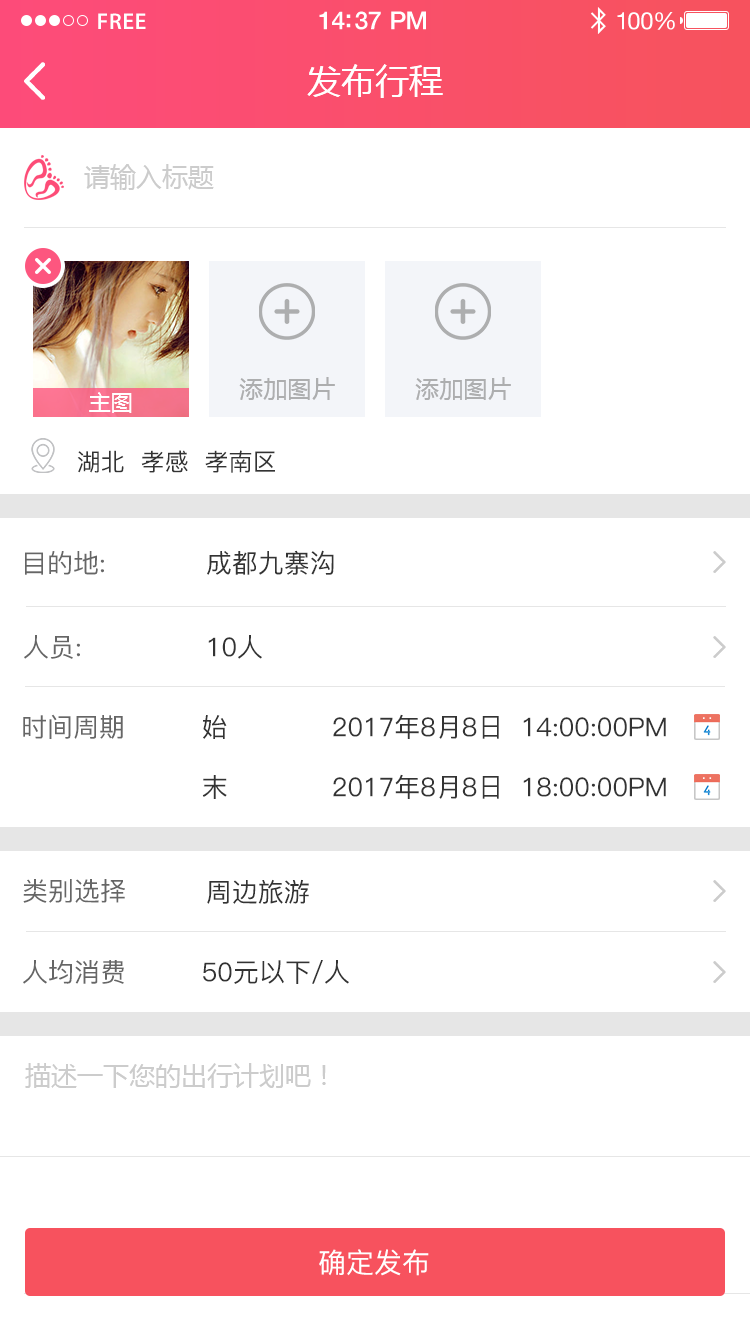 FREE 14:37 PM 100%
发布行程
请输入标题
主图 添加图片 添加图片
湖北 孝感 孝南区
目的地: 成都九寨沟
人员: 10人
时间周期 始 2017年8月8日 14:00:00PM 4
末 2017年8月8日 18:00:00PM 4
类别选择 周边旅游
人均消费 50元以下/人
描述一下您的出行计划吧！
确定发布